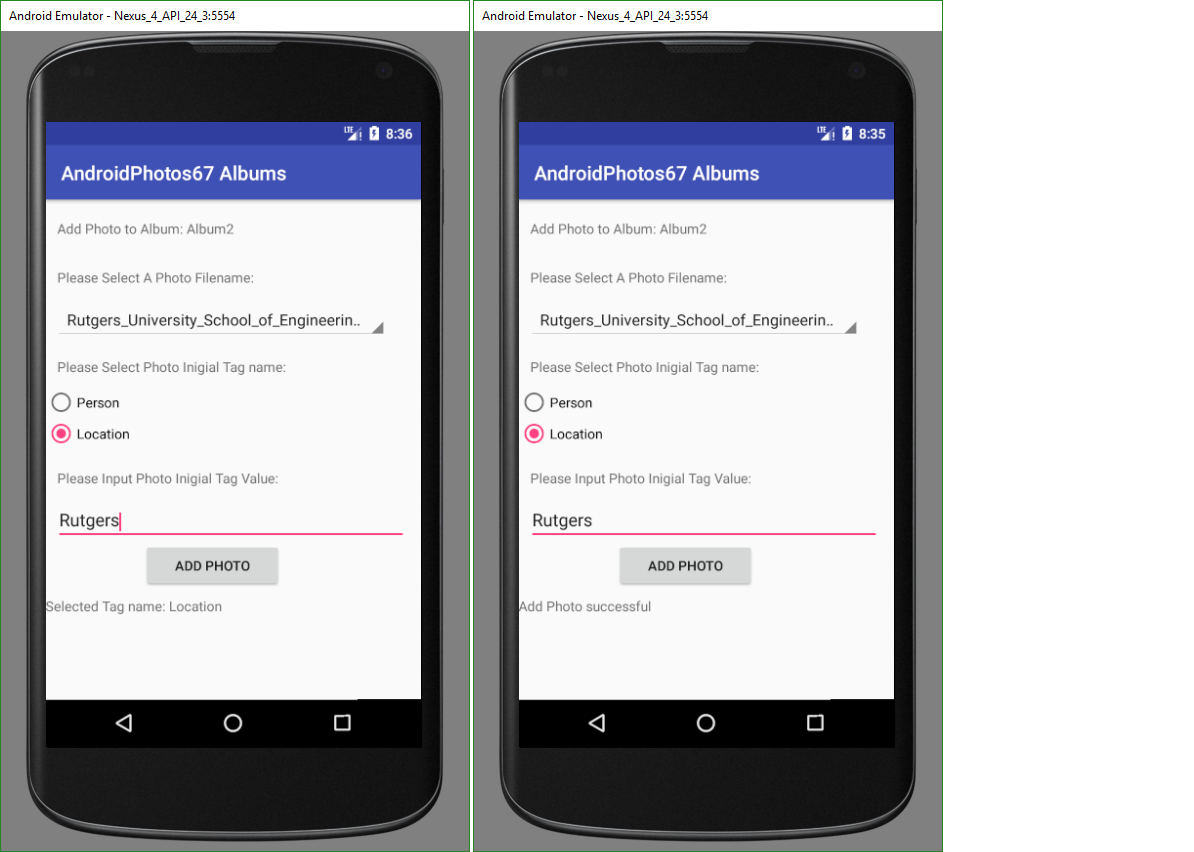 Android Emulator - Nexus_4_API_24_3:5554
LTE 8:36
AndroidPhotos67 Albums
Add Photo to Album: Album2
Please Select A Photo Filename:
Rutgers_University_School_of_Engineerin..
Please Select Photo Inigial Tag name:
Person
Location
Please Input Photo Inigial Tag Value:
Rutgers
ADD PHOTO
Selected Tag name: Location
Android Emulator - Nexus_4_API_24_3:5554
LTE 8:35
AndroidPhotos67 Albums
Add Photo to Album: Album2
Please Select A Photo Filename:
Rutgers_University_School_of_Engineerin..
Please Select Photo Inigial Tag name:
Person
Location
Please Input Photo Inigial Tag Value:
Rutgers
ADD PHOTO
Add Photo successful